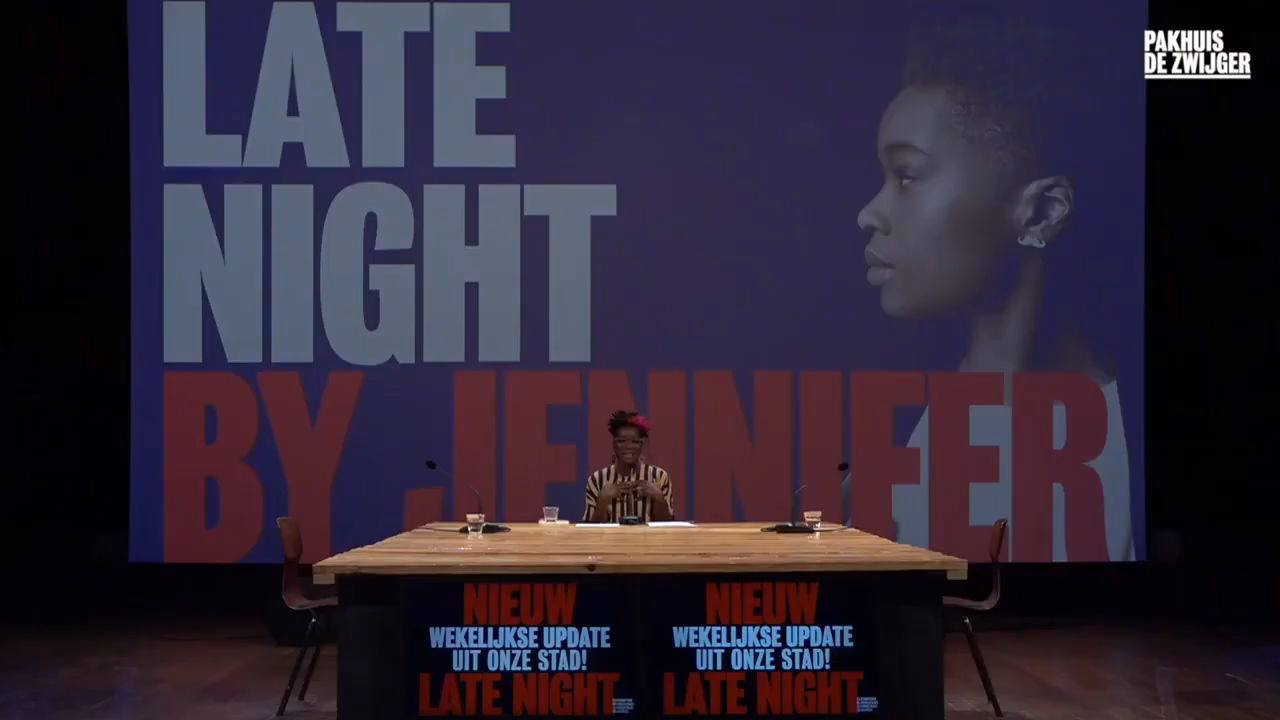 LATE
NIGHT
BY JENNIFER
PAKHUIS
DE ZWIJGER
NIEUW
WEKELIJKSE UPDATE
UIT ONZE STAD!
LATE NIGHT
NIEUW
WEKELIJKSE UPDATE
UIT ONZE STAD!
LATE NIGHT